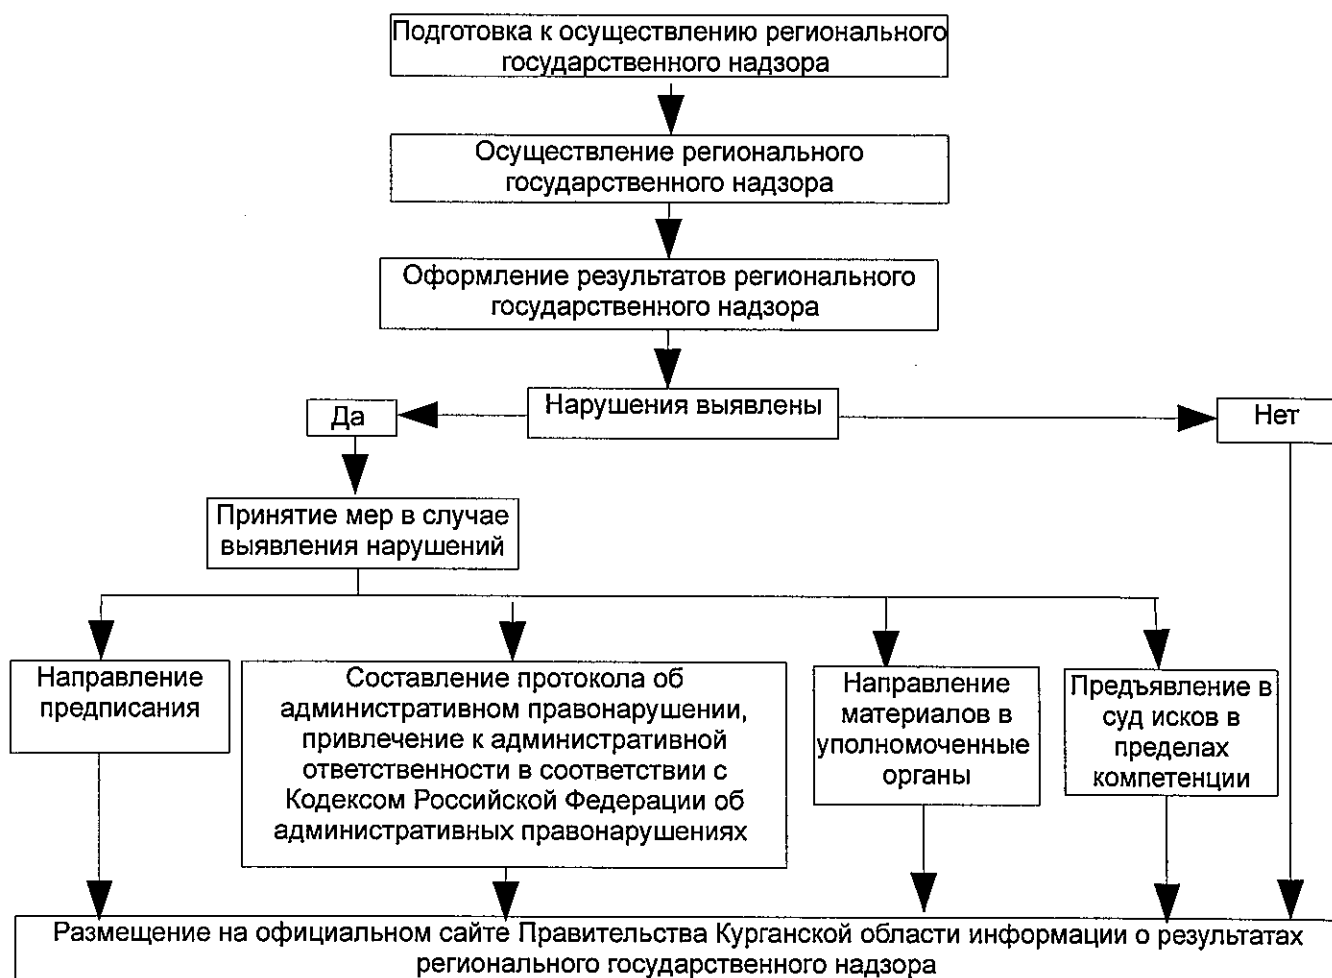 Подготовка к осуществлению регионального
государственного надзора
Осуществление регионального
государственного надзора
Оформление результатов регионального
государственного надзора
Нарушения выявлены
Да
Нет
Принятие мер в случае
выявления нарушений
Направление
предписания
Составление протокола об
административном правонарушении,
привлечение к административной
ответственности в соответствии с
Кодексом Российской Федерации об
административных правонарушениях
Направление
материалов в
уполномоченные
органы
Предъявление в
суд исков в
пределах
компетенции
Размещение на официальном сайте Правительства Курганской области информации о результатах
регионального государственного надзора